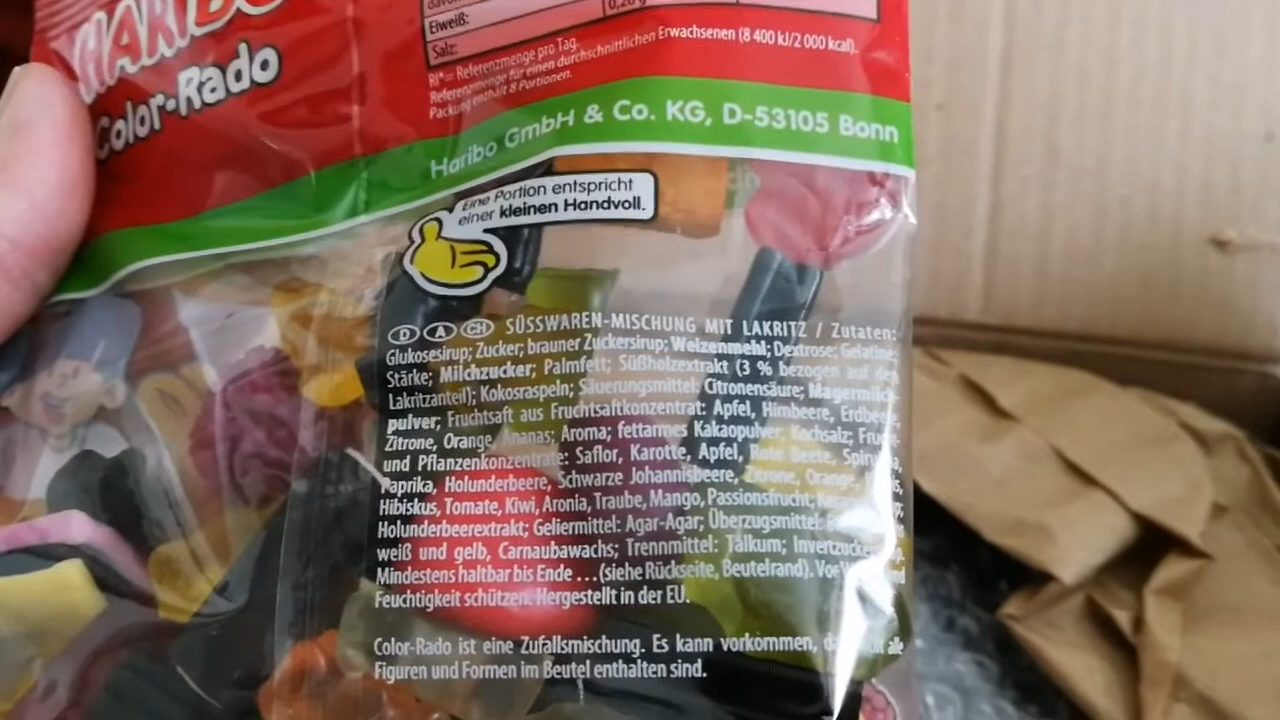 HARIBO
Color-Rado
Eiweiß:
Salz:
RI*= Referenzmenge pro Tag.
Referenzmenge für einen durchschnittlichen Erwachsenen (8 400 kJ/2 000 kcal).
Packung enthält 8 Portionen.
Haribo GmbH & Co. KG, D-53105 Bonn
Eine Portion entspricht
einer kleinen Handvoll.
D A CH SÜSSWAREN-MISCHUNG MIT LAKRITZ / Zutaten:
Glukosesirup; Zucker; brauner Zuckersirup; Weizenmehl; Dextrose; Gelatine;
Stärke; Milchzucker; Palmfett; Süßholzextrakt (3 % bezogen auf den
Lakritzanteil); Kokosraspeln; Säuerungsmittel: Citronensäure; Magermilch-
pulver; Fruchtsaft aus Fruchtsaftkonzentrat: Apfel, Himbeere, Erdbeere,
Zitrone, Orange, Ananas; Aroma; fettarmes Kakaopulver; Kochsalz; Frucht-
und Pflanzenkonzentrate: Saflor, Karotte, Apfel, Rote Beete, Spirulina,
Paprika, Holunderbeere, Schwarze Johannisbeere, Zitrone, Orange,
Hibiskus, Tomate, Kiwi, Aronia, Traube, Mango, Passionsfrucht;
Holunderbeerextrakt; Geliermittel: Agar-Agar; Überzugsmittel:
weiß und gelb, Carnaubawachs; Trennmittel: Talkum;
Mindestens haltbar bis Ende ... (siehe Rückseite, Beutelrand). Vor
Feuchtigkeit schützen. Hergestellt in der EU.
Color-Rado ist eine Zufallsmischung. Es kann vorkommen, alle
Figuren und Formen im Beutel enthalten sind.